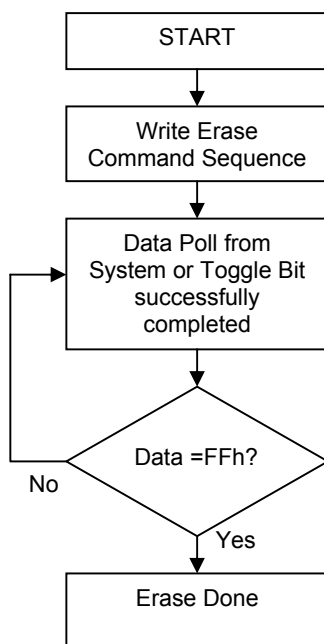 START
Write Erase
Command Sequence
Data Poll from
System or Toggle Bit
successfully
completed
Data =FFh?
No
Yes
Erase Done